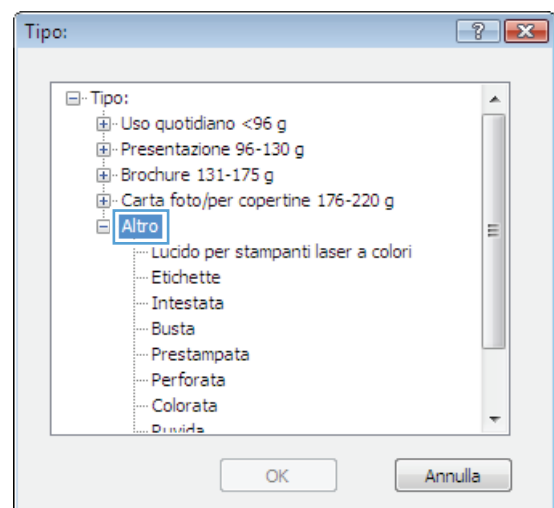 Tipo:
Tipo:
Uso quotidiano <96 g
Presentazione 96-130 g
Brochure 131-175 g
Carta foto/per copertine 176-220 g
Altro
Lucido per stampanti laser a colori
Etichette
Intestata
Busta
Prestampata
Perforata
Colorata
Ruvida
OK Annulla